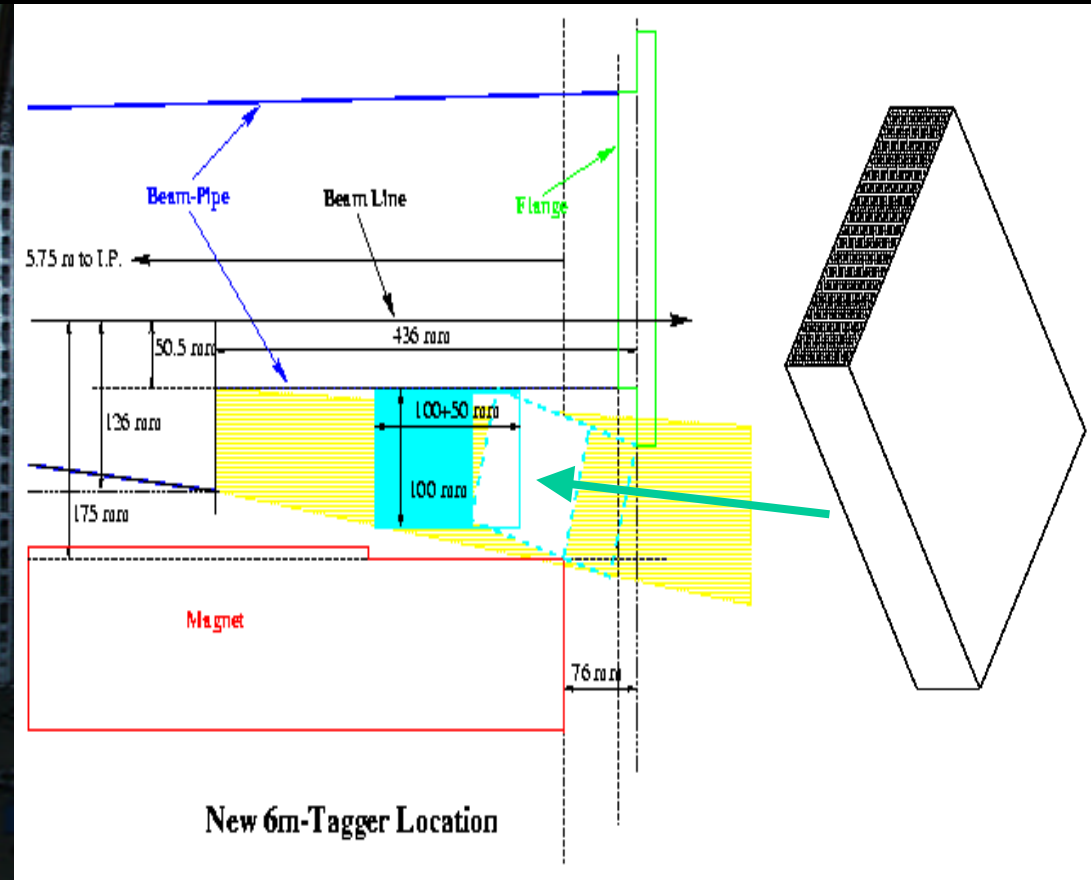 Beam-Pipe
Beam Line
Flange
5.75 m to I.P.
436 mm
50.5 mm
126 mm
100+50 mm
100 mm
175 mm
Magnet
76 mm
New 6m-Tagger Location